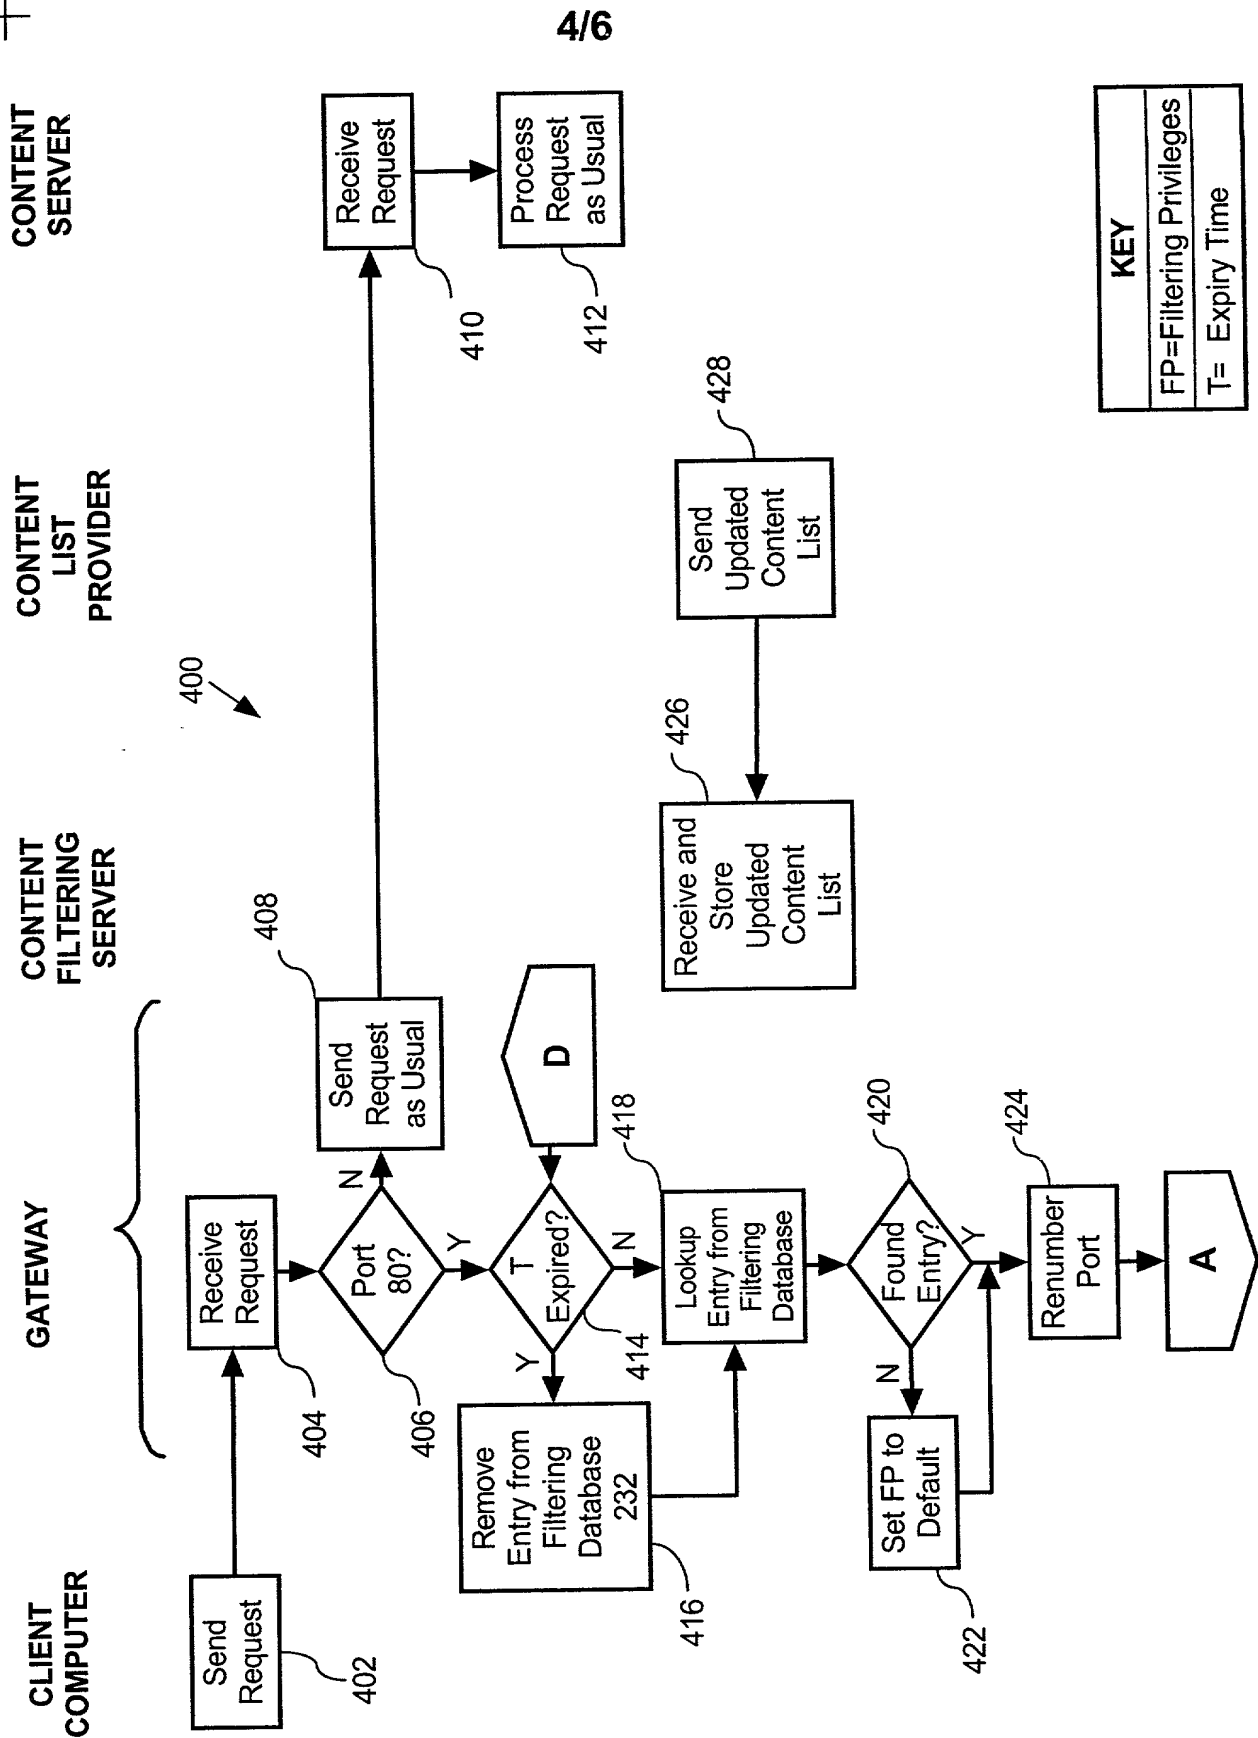 4/6
CLIENT
COMPUTER
GATEWAY
CONTENT
FILTERING
SERVER
CONTENT
LIST
PROVIDER
CONTENT
SERVER
400
Send
Request
402
Receive
Request
404
Port
80?
406
N
Y
Send
Request
as Usual
408
Receive
Request
410
Process
Request
as Usual
412
D
T
Expired?
414
Y
N
Remove
Entry from
Filtering
Database
232
416
Lookup
Entry from
Filtering
Database
418
Found
Entry?
420
N
Y
Set FP to
Default
422
Renumber
Port
424
A
Receive and
Store
Updated
Content
List
426
Send
Updated
Content
List
428
KEY
FP=Filtering Privileges
T= Expiry Time